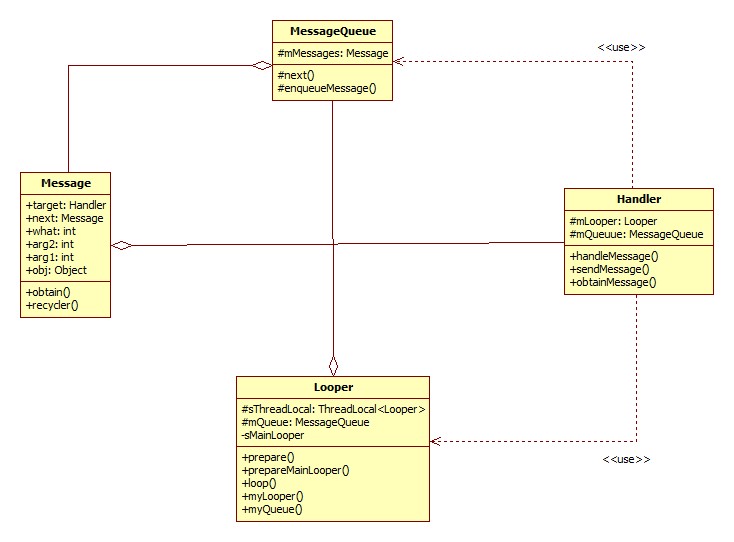 MessageQueue
#mMessages: Message
#next()
#enqueueMessage()
<<use>>
Message
+target: Handler
+next: Message
+what: int
+arg2: int
+arg1: int
+obj: Object
+obtain()
+recycler()
Handler
#mLooper: Looper
#mQueuue: MessageQueue
+handleMessage()
+sendMessage()
+obtainMessage()
Looper
#sThreadLocal: ThreadLocal<Looper>
#mQueue: MessageQueue
-sMainLooper
+prepare()
+prepareMainLooper()
+loop()
+myLooper()
+myQueue()
<<use>>